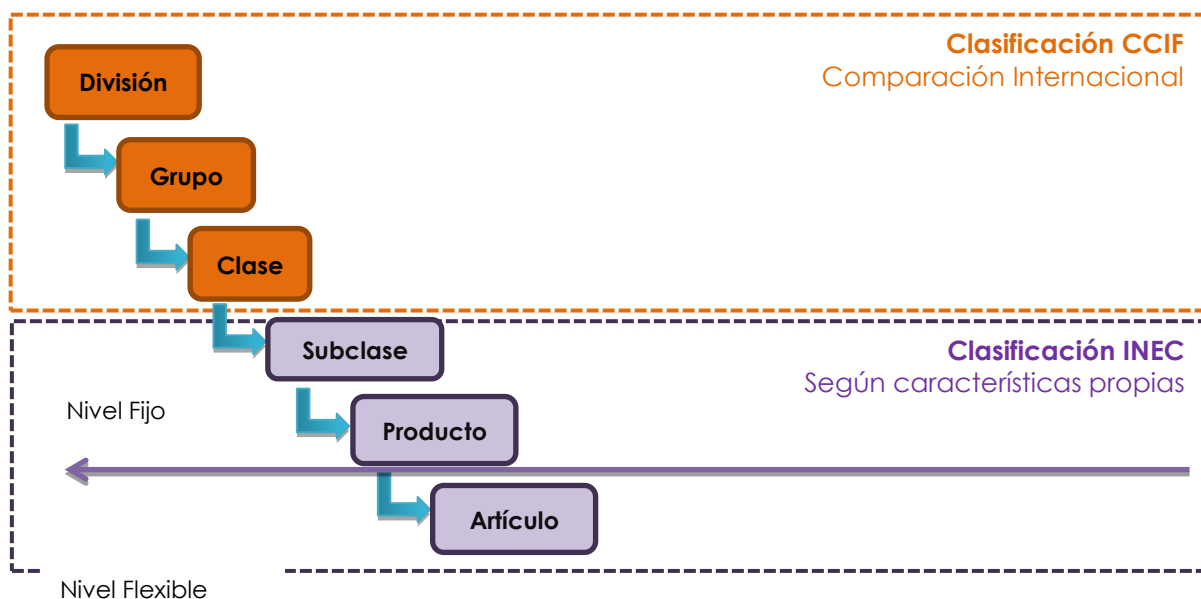 Clasificación CCIF
Comparación Internacional
División
Grupo
Clase
Subclase
Clasificación INEC
Según características propias
Nivel Fijo
Producto
Artículo
Nivel Flexible